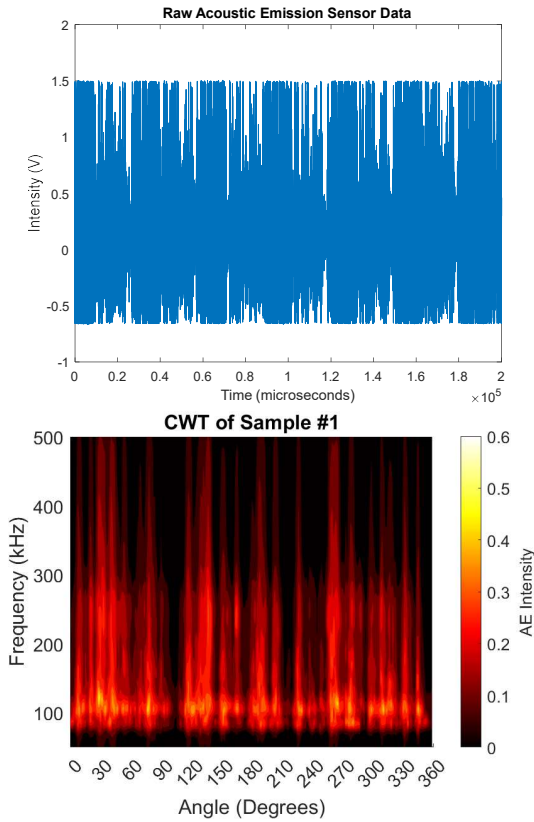 Raw Acoustic Emission Sensor Data
2
1.5
1
0.5
0
-0.5
-1
Intensity (V)
0 0.2 0.4 0.6 0.8 1 1.2 1.4 1.6 1.8 2
Time (microseconds)
×10^5
CWT of Sample #1
500
400
300
200
100
Frequency (kHz)
0 30 60 90 120 150 180 210 240 270 300 330 360
Angle (Degrees)
0.6
0.5
0.4
0.3
0.2
0.1
0
AE Intensity